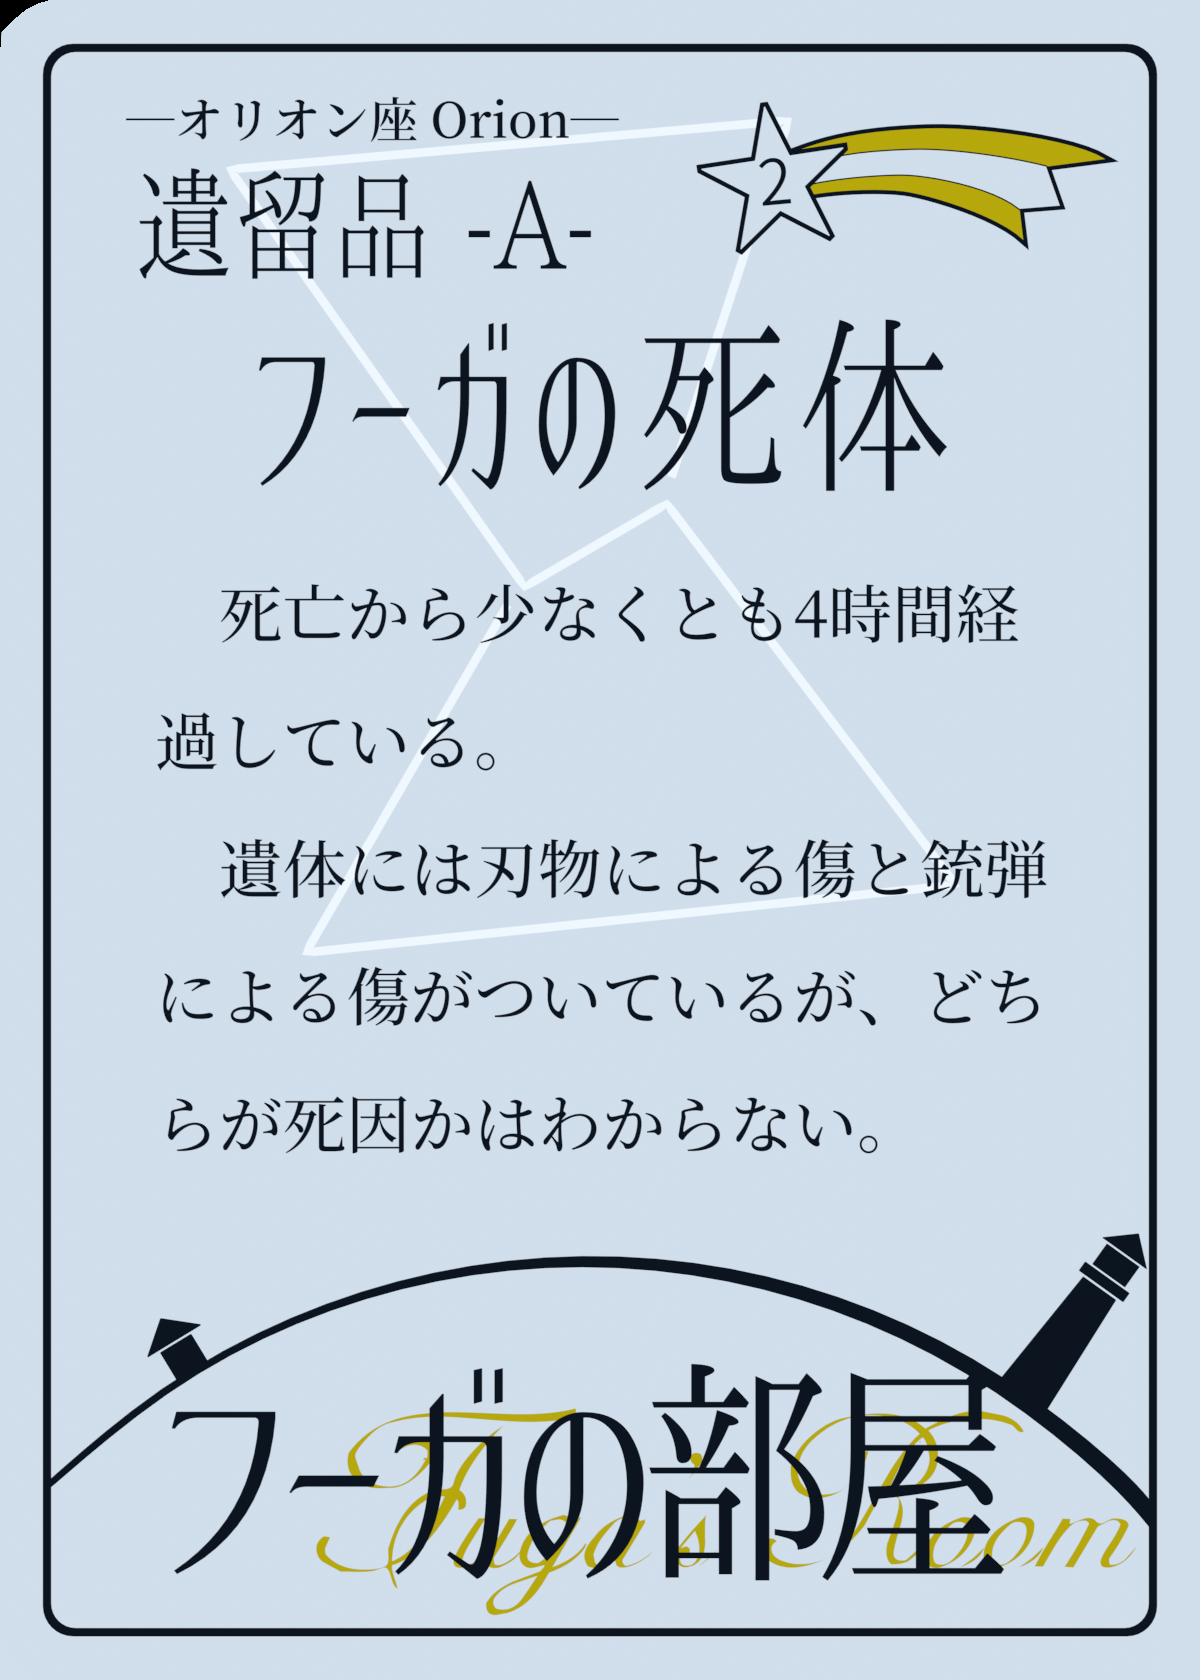 ―オリオン座 Orion―
遺留品 -A-
2
フーガの死体
死亡から少なくとも4時間経
過している。
遺体には刃物による傷と銃弾
による傷がついているが、どち
らが死因かはわからない。
フーガの部屋
Fuga's Room